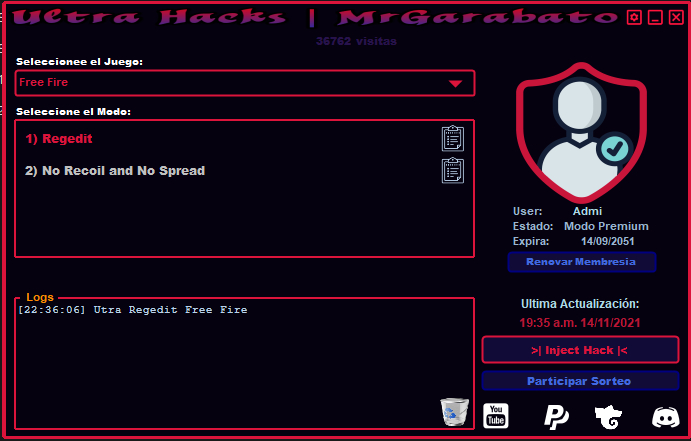 Ultra Hacks | MrGarabato
36762 visitas
Seleccionee el Juego:
Free Fire
Seleccione el Modo:
1) Regedit
2) No Recoil and No Spread
User: Admi
Estado: Modo Premium
Expira: 14/09/2051
Renovar Membresia
Logs
[22:36:06] Utra Regedit Free Fire
Ultima Actualización:
19:35 a.m. 14/11/2021
>| Inject Hack |<
Participar Sorteo
You
Tube